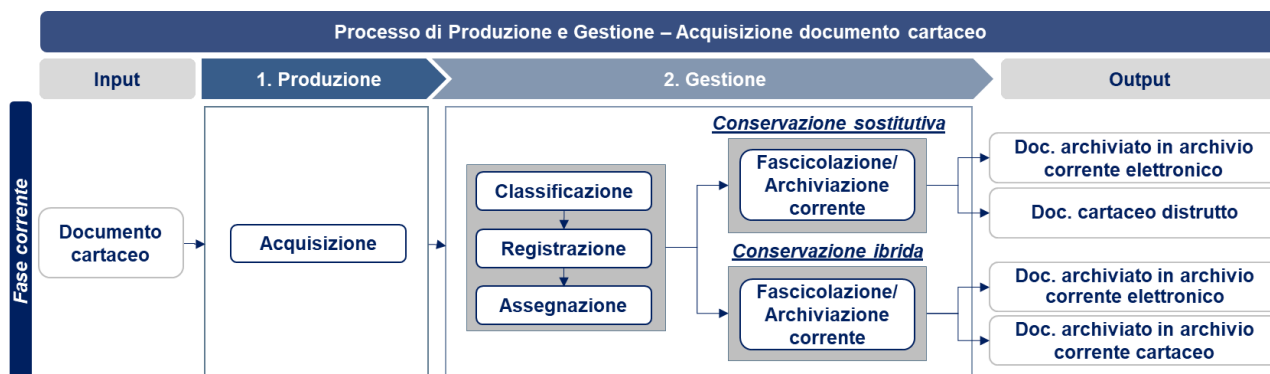 Processo di Produzione e Gestione – Acquisizione documento cartaceo
Input
1. Produzione
2. Gestione
Output
Fase corrente
Documento
cartaceo
Acquisizione
Classificazione
Registrazione
Assegnazione
Conservazione sostitutiva
Fascicolazione/
Archiviazione
corrente
Conservazione ibrida
Fascicolazione/
Archiviazione
corrente
Doc. archiviato in archivio
corrente elettronico
Doc. cartaceo distrutto
Doc. archiviato in archivio
corrente elettronico
Doc. archiviato in archivio
corrente cartaceo